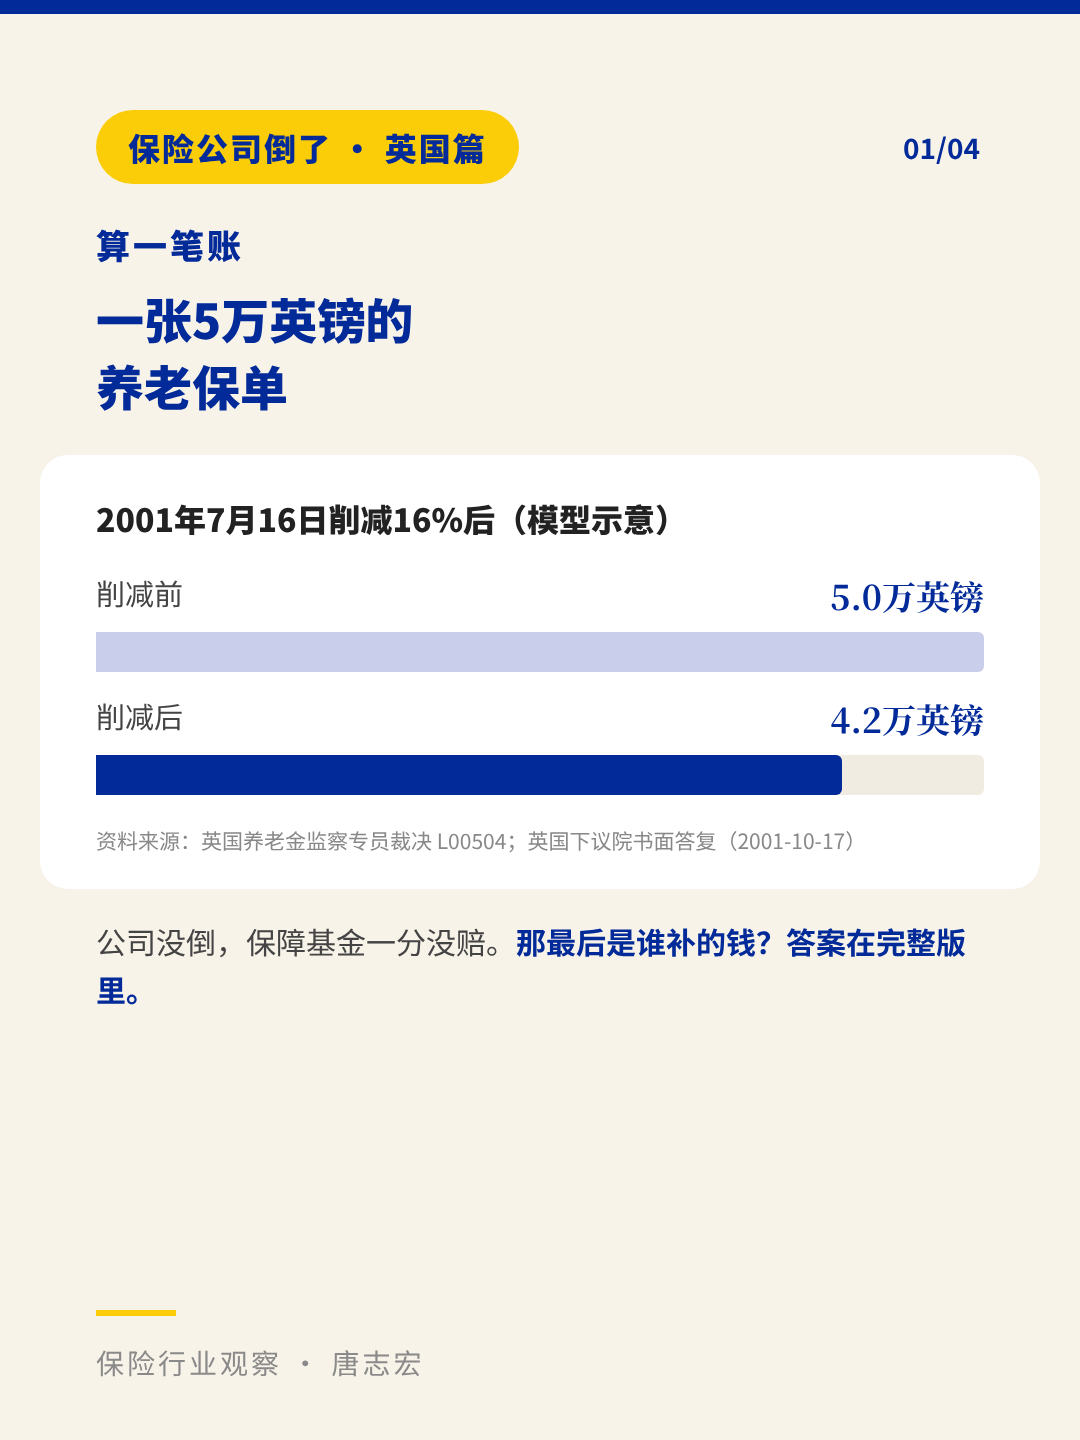 保险公司倒了 · 英国篇
01/04
算一笔账
一张5万英镑的
养老保单
2001年7月16日削减16%后（模型示意）
削减前
5.0万英镑
削减后
4.2万英镑
资料来源：英国养老金监察专员裁决 L00504；英国下议院书面答复（2001-10-17）
公司没倒，保障基金一分没赔。那最后是谁补的钱？答案在完整版
里。
保险行业观察 · 唐志宏